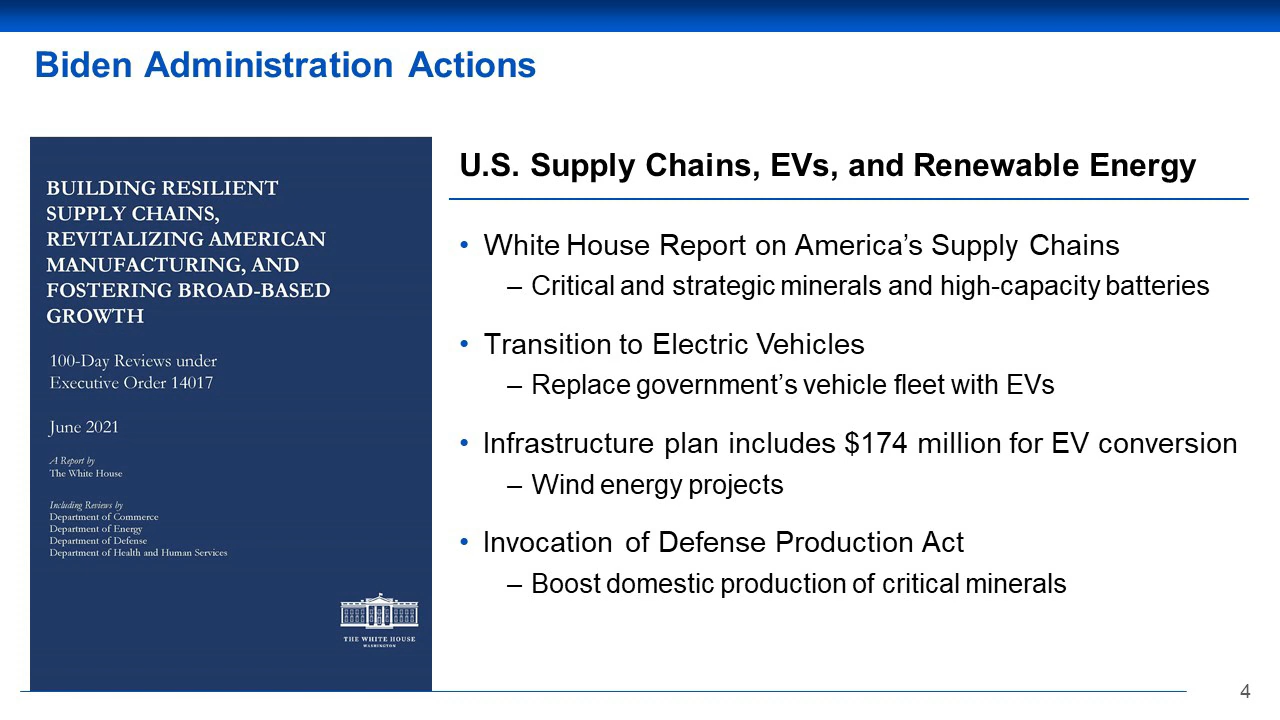 Biden Administration Actions
BUILDING RESILIENT
SUPPLY CHAINS,
REVITALIZING AMERICAN
MANUFACTURING, AND
FOSTERING BROAD-BASED
GROWTH
100-Day Reviews under
Executive Order 14017
June 2021
A Report by
The White House
Including Reviews by
Department of Commerce
Department of Energy
Department of Defense
Department of Health and Human Services
THE WHITE HOUSE
WASHINGTON
U.S. Supply Chains, EVs, and Renewable Energy
• White House Report on America’s Supply Chains
– Critical and strategic minerals and high-capacity batteries
• Transition to Electric Vehicles
– Replace government’s vehicle fleet with EVs
• Infrastructure plan includes $174 million for EV conversion
– Wind energy projects
• Invocation of Defense Production Act
– Boost domestic production of critical minerals
4